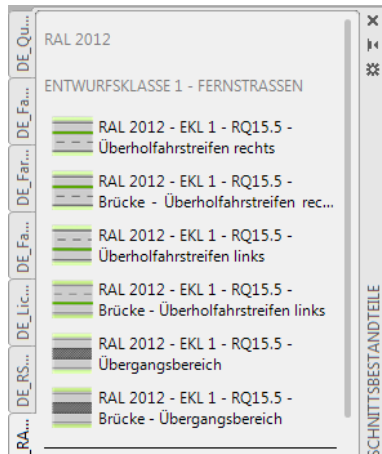 RAL 2012
ENTWURFSKLASSE 1 - FERNSTRASSEN
RAL 2012 - EKL 1 - RQ15.5 -
Überholfahrstreifen rechts
RAL 2012 - EKL 1 - RQ15.5 -
Brücke - Überholfahrstreifen rec...
RAL 2012 - EKL 1 - RQ15.5 -
Überholfahrstreifen links
RAL 2012 - EKL 1 - RQ15.5 -
Brücke - Überholfahrstreifen links
RAL 2012 - EKL 1 - RQ15.5 -
Übergangsbereich
RAL 2012 - EKL 1 - RQ15.5 -
Brücke - Übergangsbereich
DE_Qu...
DE_Fa...
DE_Far...
DE_Fa...
DE_Lic...
DE_RS...
_RA...
SCHNITTSBESTANDTEILE